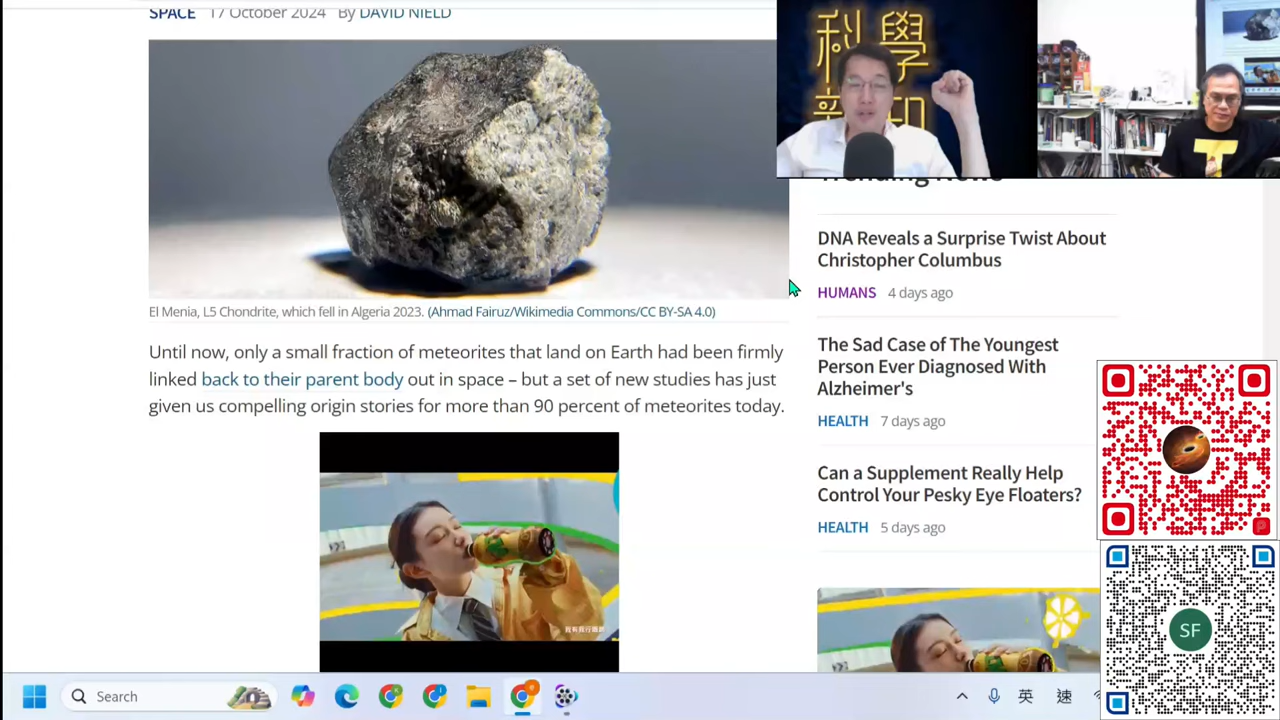 SPACE 17 October 2024 By DAVID NIELD
科學
新知
El Menia, L5 Chondrite, which fell in Algeria 2023. (Ahmad Fairuz/Wikimedia Commons/CC BY-SA 4.0)
Until now, only a small fraction of meteorites that land on Earth had been firmly
linked back to their parent body out in space – but a set of new studies has just
given us compelling origin stories for more than 90 percent of meteorites today.
Trending News
DNA Reveals a Surprise Twist About
Christopher Columbus
HUMANS 4 days ago
The Sad Case of The Youngest
Person Ever Diagnosed With
Alzheimer's
HEALTH 7 days ago
Can a Supplement Really Help
Control Your Pesky Eye Floaters?
HEALTH 5 days ago
SF
Search
英
速